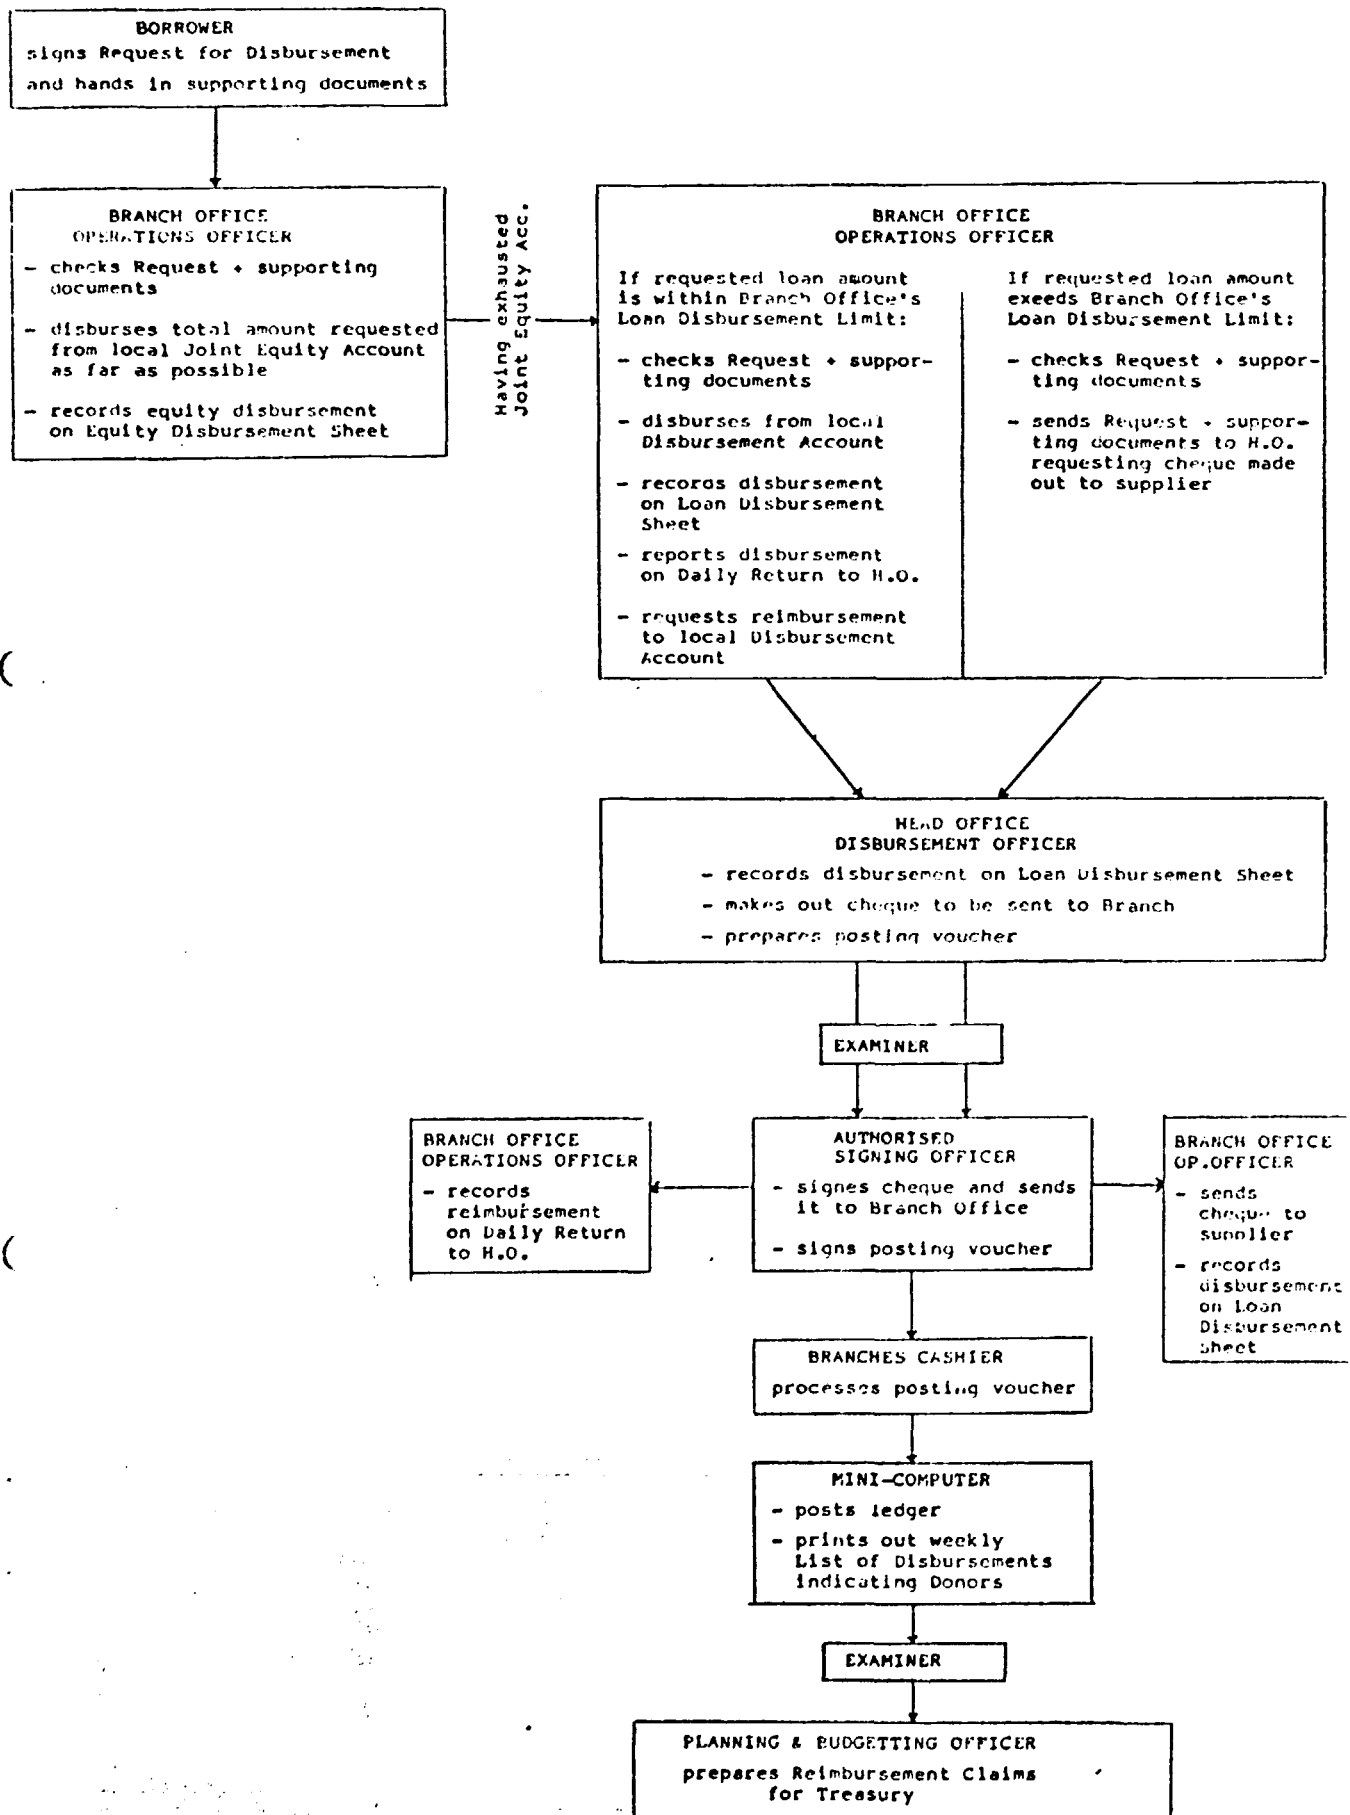 BORROWER
signs Request for Disbursement
and hands in supporting documents
BRANCH OFFICE
OPERATIONS OFFICER
- checks Request + supporting
documents
- disburses total amount requested
from local Joint Equity Account
as far as possible
- records equity disbursement
on Equity Disbursement Sheet
Having exhausted
Joint Equity Acc.
BRANCH OFFICE
OPERATIONS OFFICER
If requested loan amount
is within Branch Office's
Loan Disbursement Limit:
- checks Request + suppor-
ting documents
- disburses from local
Disbursement Account
- records disbursement
on Loan Disbursement
Sheet
- reports disbursement
on Daily Return to H.O.
- requests reimbursement
to local Disbursement
Account
If requested loan amount
exeeds Branch Office's
Loan Disbursement Limit:
- checks Request + suppor-
ting documents
- sends Request + suppor-
ting documents to H.O.
requesting cheque made
out to supplier
HEAD OFFICE
DISBURSEMENT OFFICER
- records disbursement on Loan Disbursement Sheet
- makes out cheque to be sent to Branch
- prepares posting voucher
EXAMINER
BRANCH OFFICE
OPERATIONS OFFICER
- records
reimbursement
on Daily Return
to H.O.
AUTHORISED
SIGNING OFFICER
- signes cheque and sends
it to Branch Office
- signs posting voucher
BRANCH OFFICE
OP.OFFICER
- sends
cheque to
supplier
- records
disbursement
on Loan
Disbursement
Sheet
BRANCHES CASHIER
processes posting voucher
MINI-COMPUTER
- posts ledger
- prints out weekly
List of Disbursements
indicating Donors
EXAMINER
PLANNING & BUDGETTING OFFICER
prepares Reimbursement Claims
for Treasury